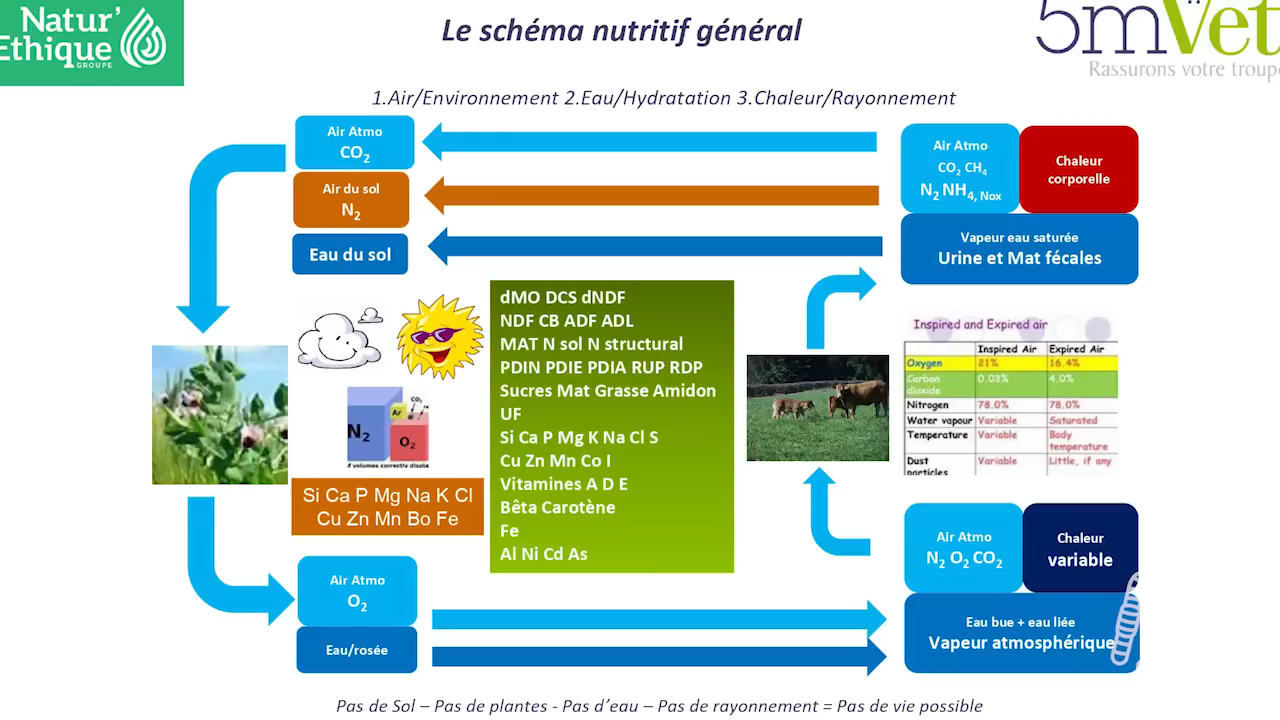 Natur'
Ethique
GROUPE
Le schéma nutritif général
5mVet
Rassurons votre troupe
1.Air/Environnement 2.Eau/Hydratation 3.Chaleur/Rayonnement
Air Atmo
CO2
Air du sol
N2
Eau du sol
Air Atmo
CO2 CH4
N2 NH4, Nox
Chaleur
corporelle
Vapeur eau saturée
Urine et Mat fécales
dMO DCS dNDF
NDF CB ADF ADL
MAT N sol N structural
PDIN PDIE PDIA RUP RDP
Sucres Mat Grasse Amidon
UF
Si Ca P Mg K Na Cl S
Cu Zn Mn Co I
Vitamines A D E
Bêta Carotène
Fe
Al Ni Cd As
N2
Ar
CO2
O2
if volumes correctly
Si Ca P Mg Na K Cl
Cu Zn Mn Bo Fe
Inspired and Expired air
Inspired Air Expired Air
Oxygen 21% 16.4%
Carbon dioxide 0.03% 4.0%
Nitrogen 78.0% 78.0%
Water vapour Variable Saturated
Temperature Variable Body temperature
Dust particles Variable Little, if any
Air Atmo
O2
Eau/rosée
Air Atmo
N2 O2 CO2
Chaleur
variable
Eau bue + eau liée
Vapeur atmosphérique
Pas de Sol – Pas de plantes - Pas d'eau – Pas de rayonnement = Pas de vie possible